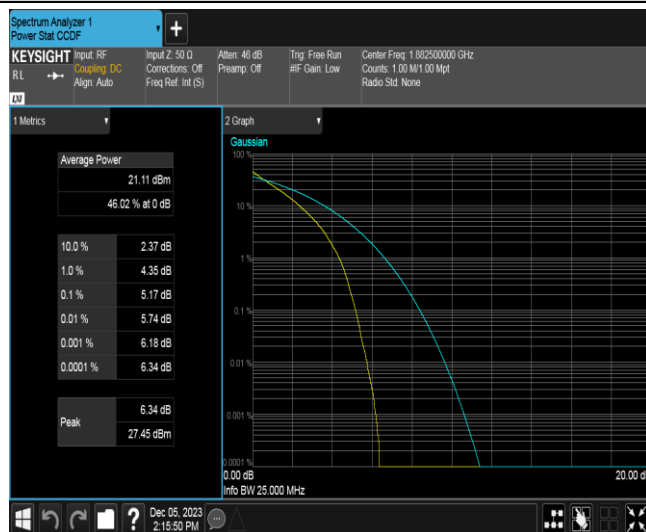 Spectrum Analyzer 1
Power Stat CCDF
+
KEYSIGHT
RL
LXI
Input: RF
Coupling: DC
Align: Auto
Input Z: 50 Ω
Corrections: Off
Freq Ref: Int (S)
Atten: 46 dB
Preamp: Off
Trig: Free Run
#IF Gain: Low
Center Freq: 1.882500000 GHz
Counts: 1.00 M/1.00 Mpt
Radio Std: None
1 Metrics
Average Power
21.11 dBm
46.02 % at 0 dB
10.0 % 2.37 dB
1.0 % 4.35 dB
0.1 % 5.17 dB
0.01 % 5.74 dB
0.001 % 6.18 dB
0.0001 % 6.34 dB
Peak
6.34 dB
27.45 dBm
2 Graph
Gaussian
100 %
10 %
1 %
0.1 %
0.01 %
0.001 %
0.0001 %
0.00 dB
20.00 d
Info BW 25.000 MHz
?
Dec 05, 2023
2:15:50 PM